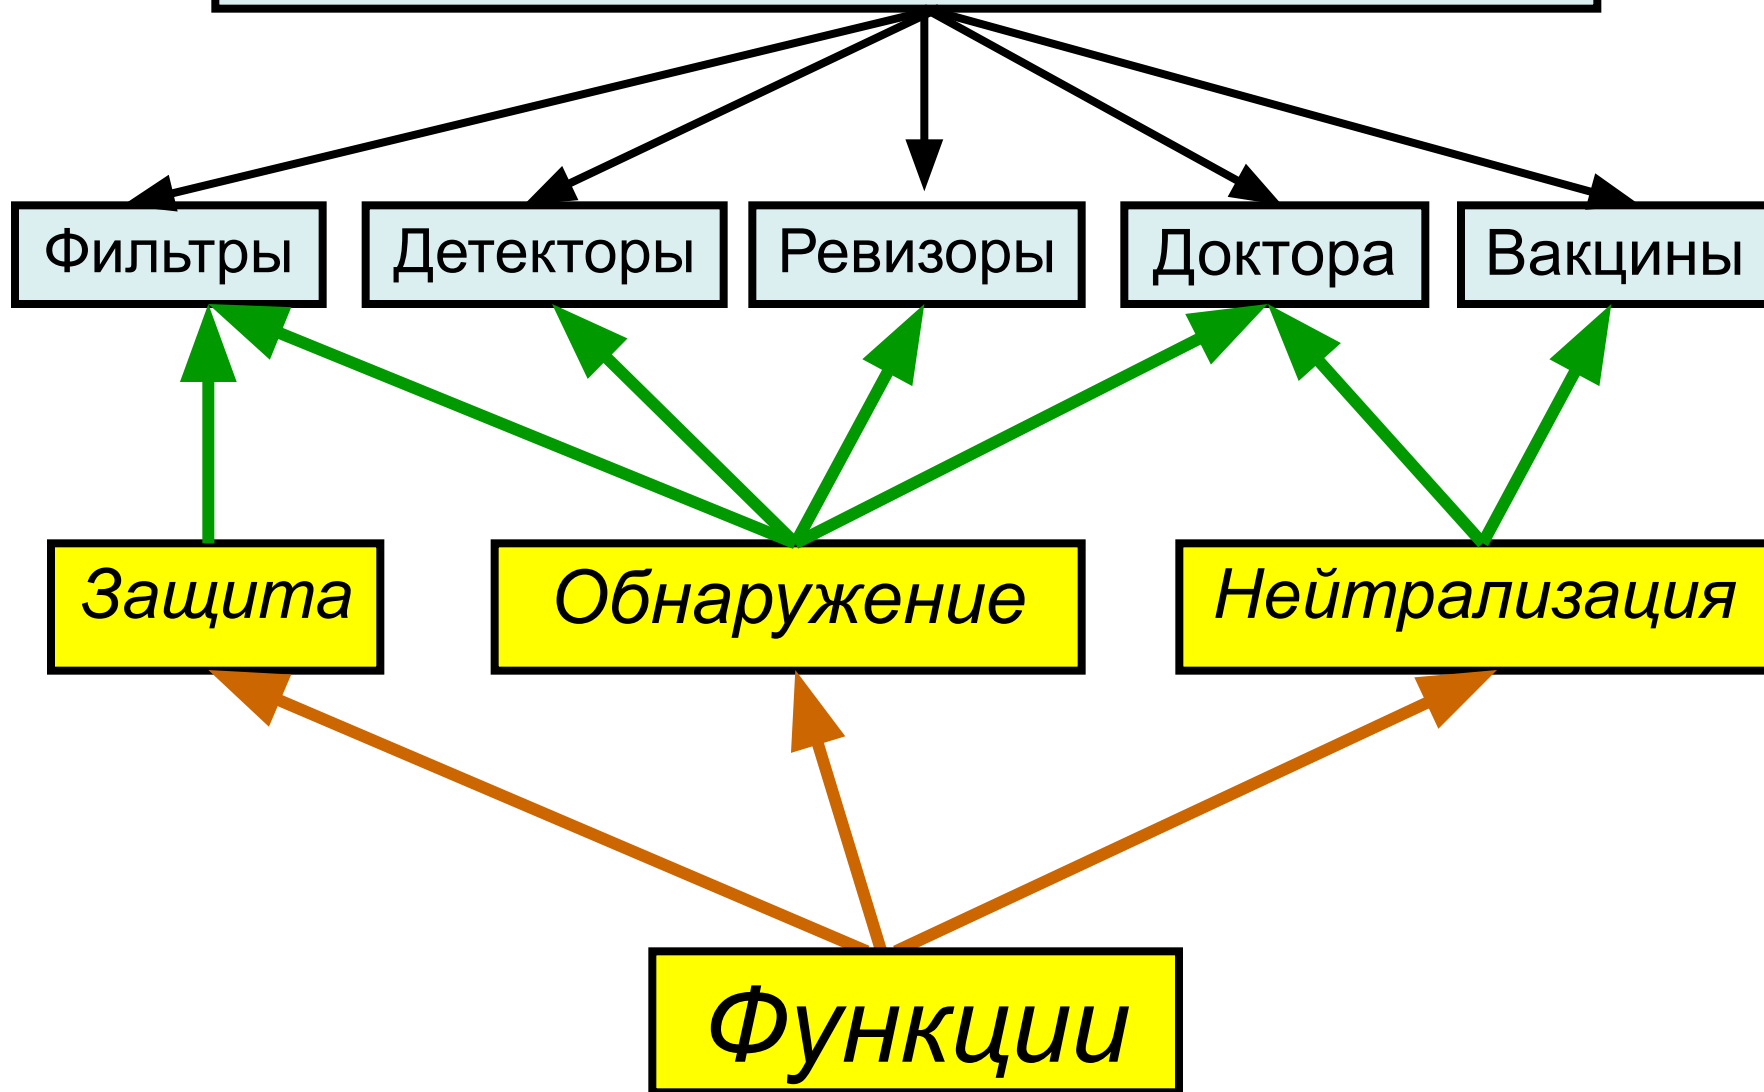 Фильтры
Детекторы
Ревизоры
Доктора
Вакцины
Защита
Обнаружение
Нейтрализация
Функции